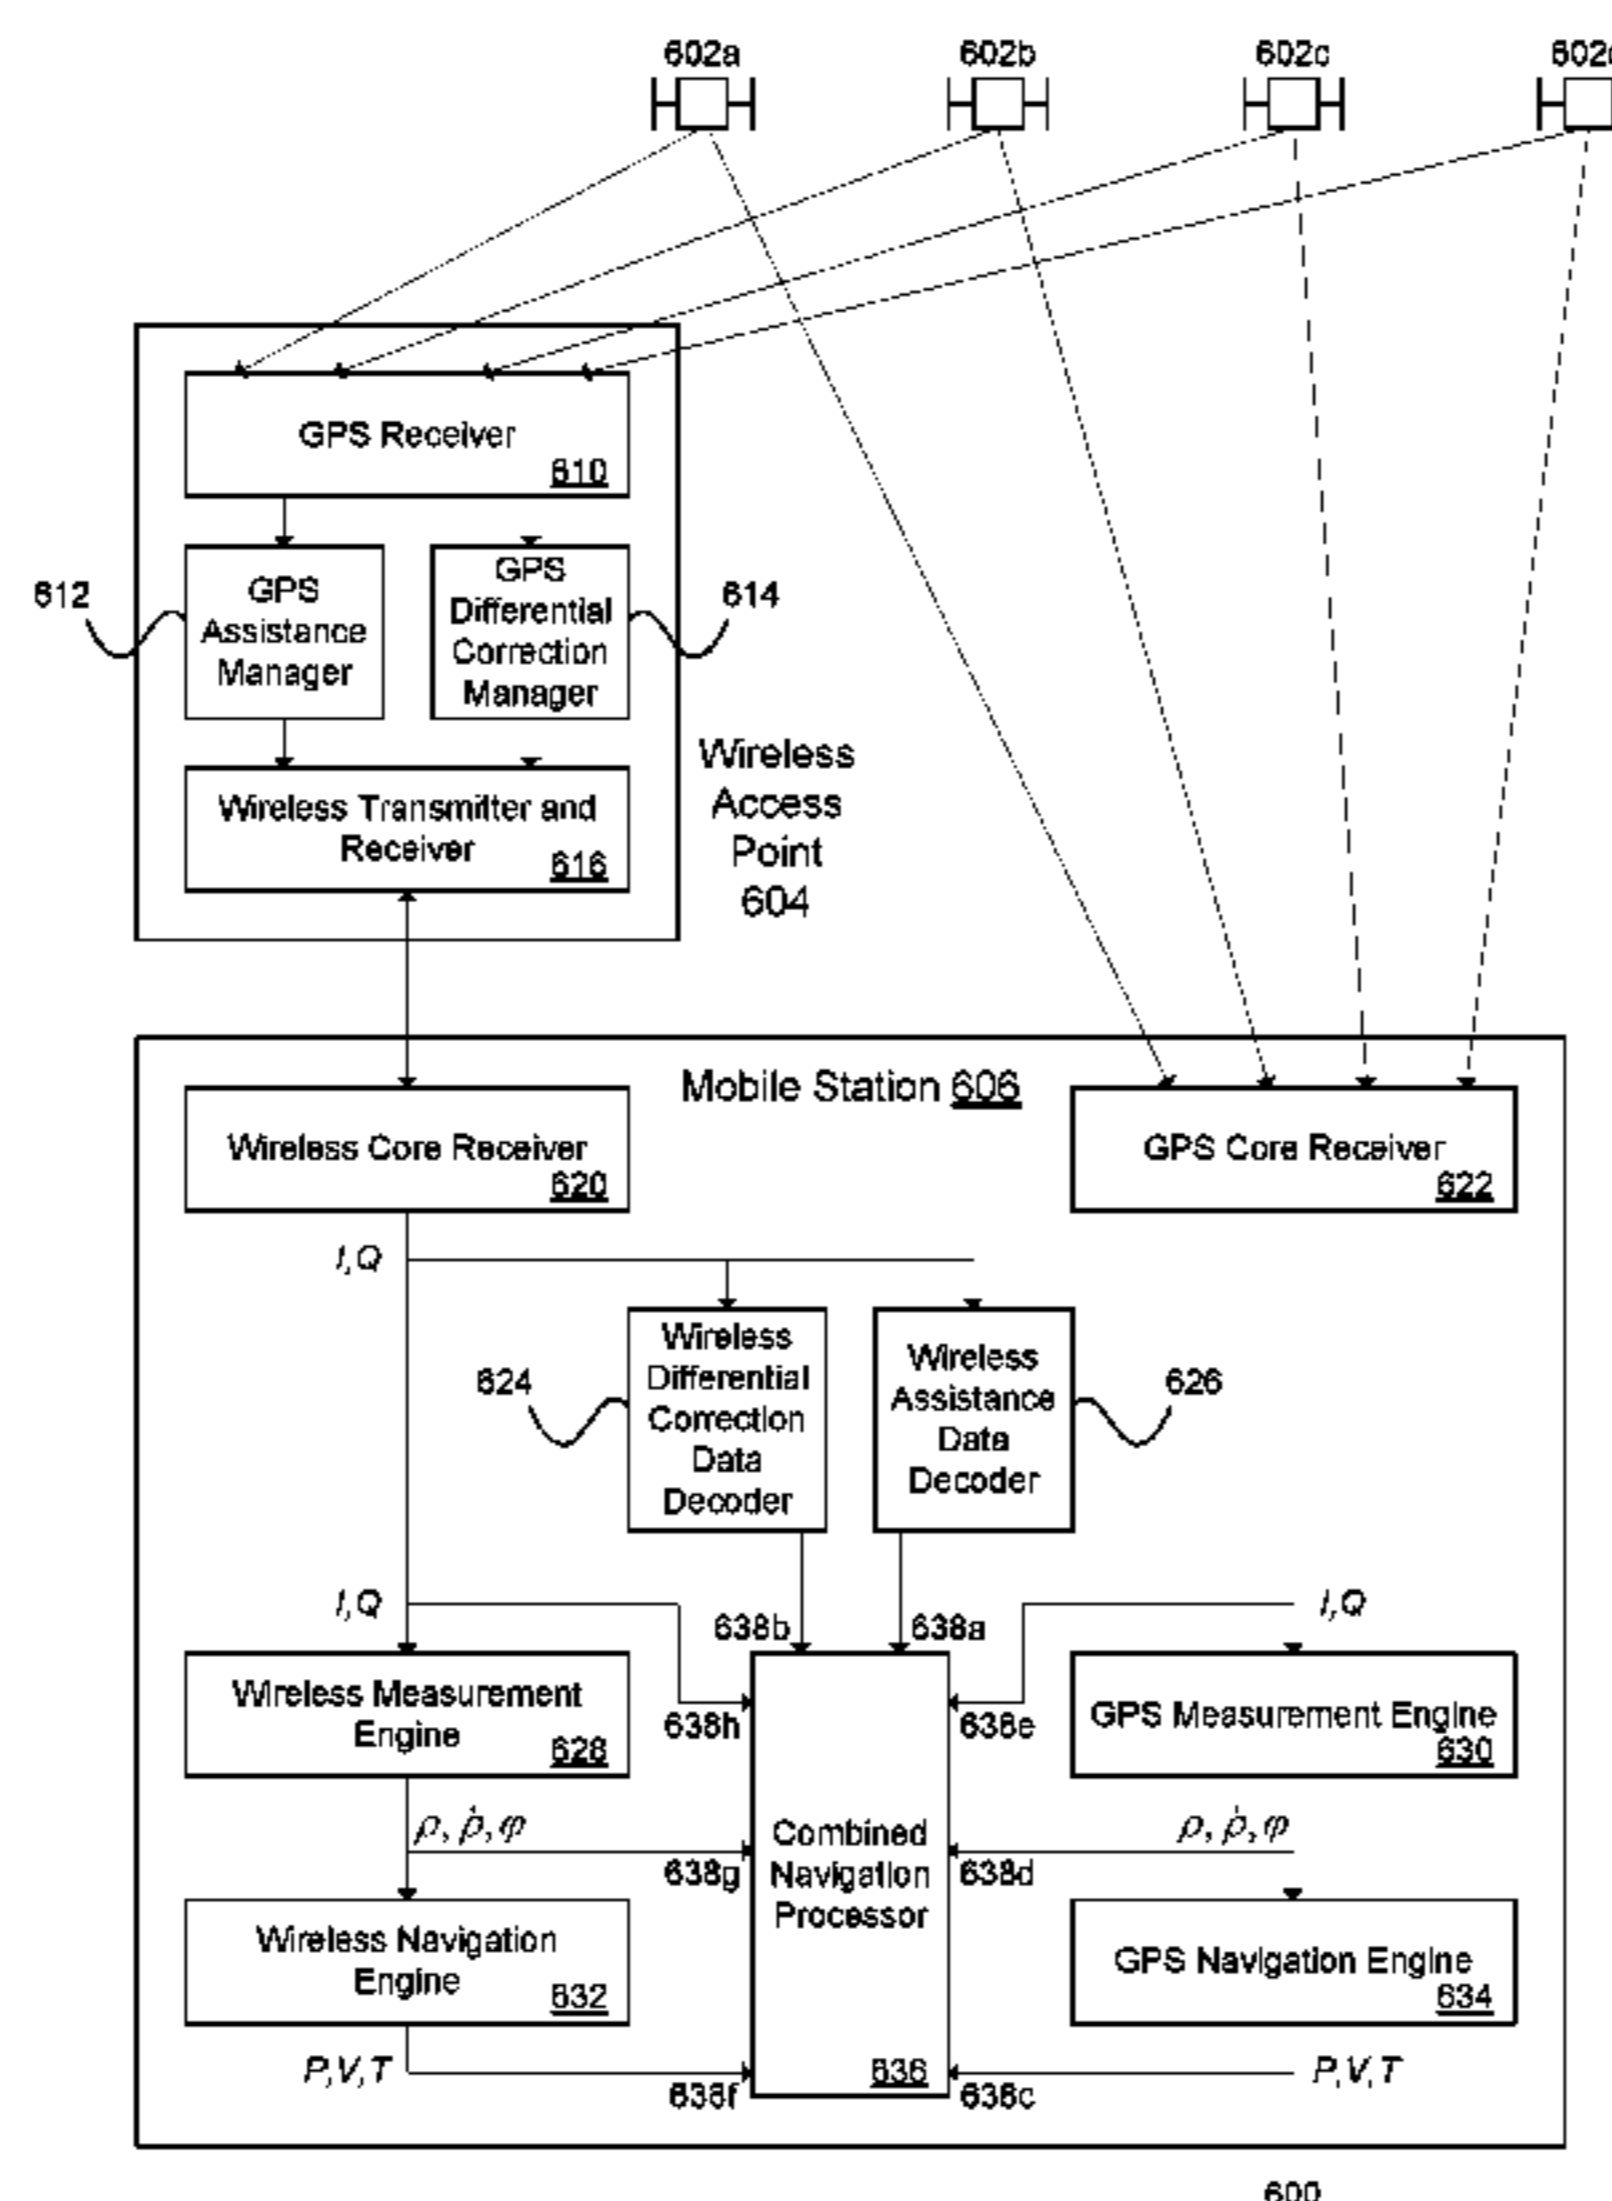 602a
602b
602c
602d
GPS Receiver
610
612
GPS
Assistance
Manager
GPS
Differential
Correction
Manager
614
Wireless Transmitter and
Receiver
616
Wireless
Access
Point
604
Mobile Station 606
Wireless Core Receiver
620
GPS Core Receiver
622
I,Q
624
Wireless
Differential
Correction
Data
Decoder
Wireless
Assistance
Data
Decoder
626
I,Q
638b
638a
I,Q
Wireless Measurement
Engine
628
638h
638e
GPS Measurement Engine
630
ρ, ρ̇, φ
638g
Combined
Navigation
Processor
636
ρ, ρ̇, φ
638d
Wireless Navigation
Engine
632
GPS Navigation Engine
634
P,V,T
638f
638c
P,V,T
600